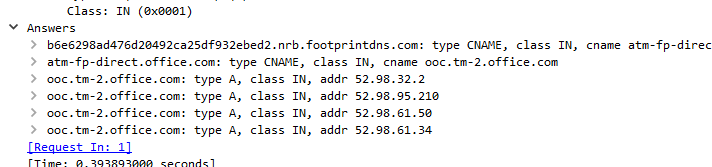 Class: IN (0x0001)
Answers
b6e6298ad476d20492ca25df932ebed2.nrb.footprintdns.com: type CNAME, class IN, cname atm-fp-direc
atm-fp-direct.office.com: type CNAME, class IN, cname ooc.tm-2.office.com
ooc.tm-2.office.com: type A, class IN, addr 52.98.32.2
ooc.tm-2.office.com: type A, class IN, addr 52.98.95.210
ooc.tm-2.office.com: type A, class IN, addr 52.98.61.50
ooc.tm-2.office.com: type A, class IN, addr 52.98.61.34
[Request In: 1]
[Time: 0.393893000 seconds]